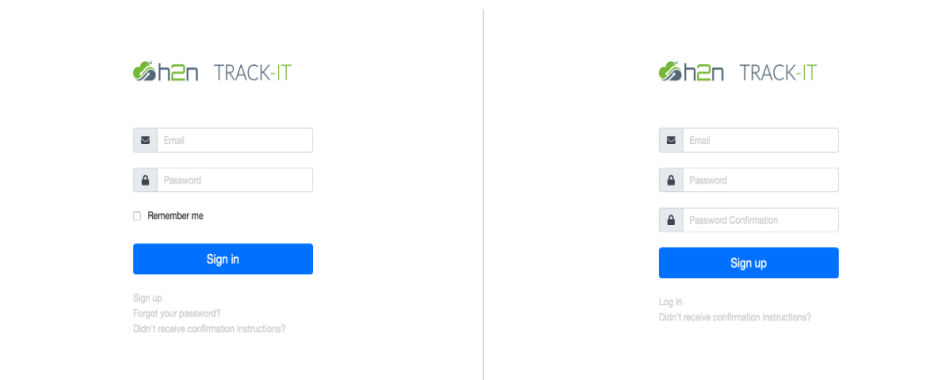 h2n TRACK-IT
Email
Password
Remember me
Sign in
Sign up
Forgot your password?
Didn't receive confirmation instructions?
h2n TRACK-IT
Email
Password
Password Confirmation
Sign up
Log in
Didn't receive confirmation instructions?